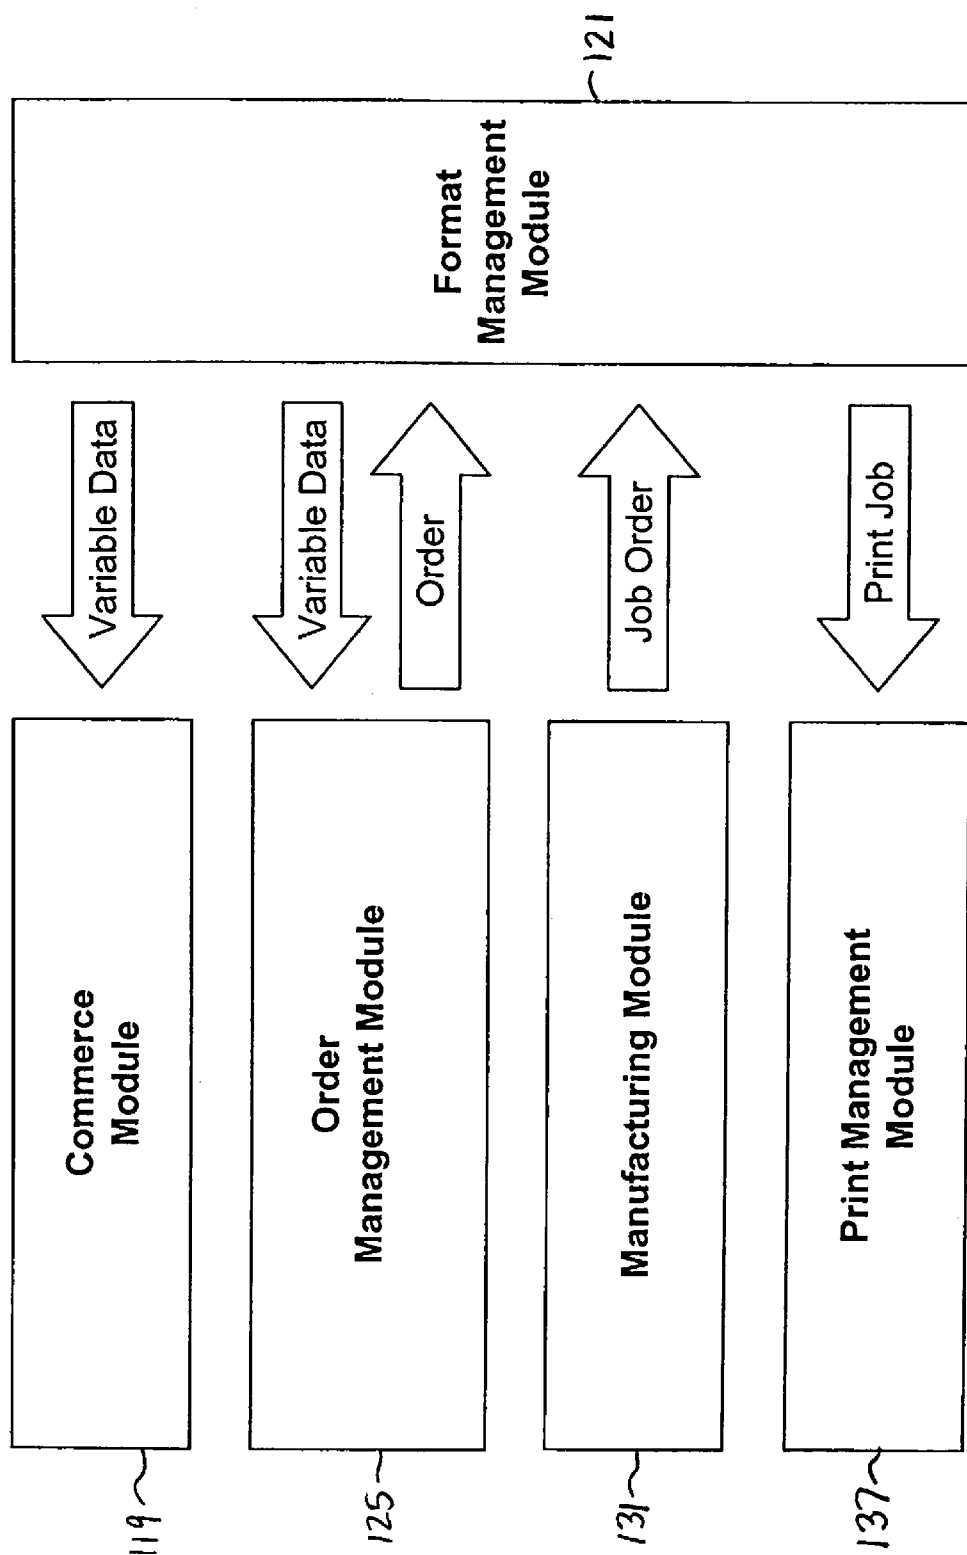 119
Commerce
Module
Variable Data
125
Order
Management Module
Variable Data
Order
131
Manufacturing Module
Job Order
137
Print Management
Module
Print Job
Format
Management
Module
121